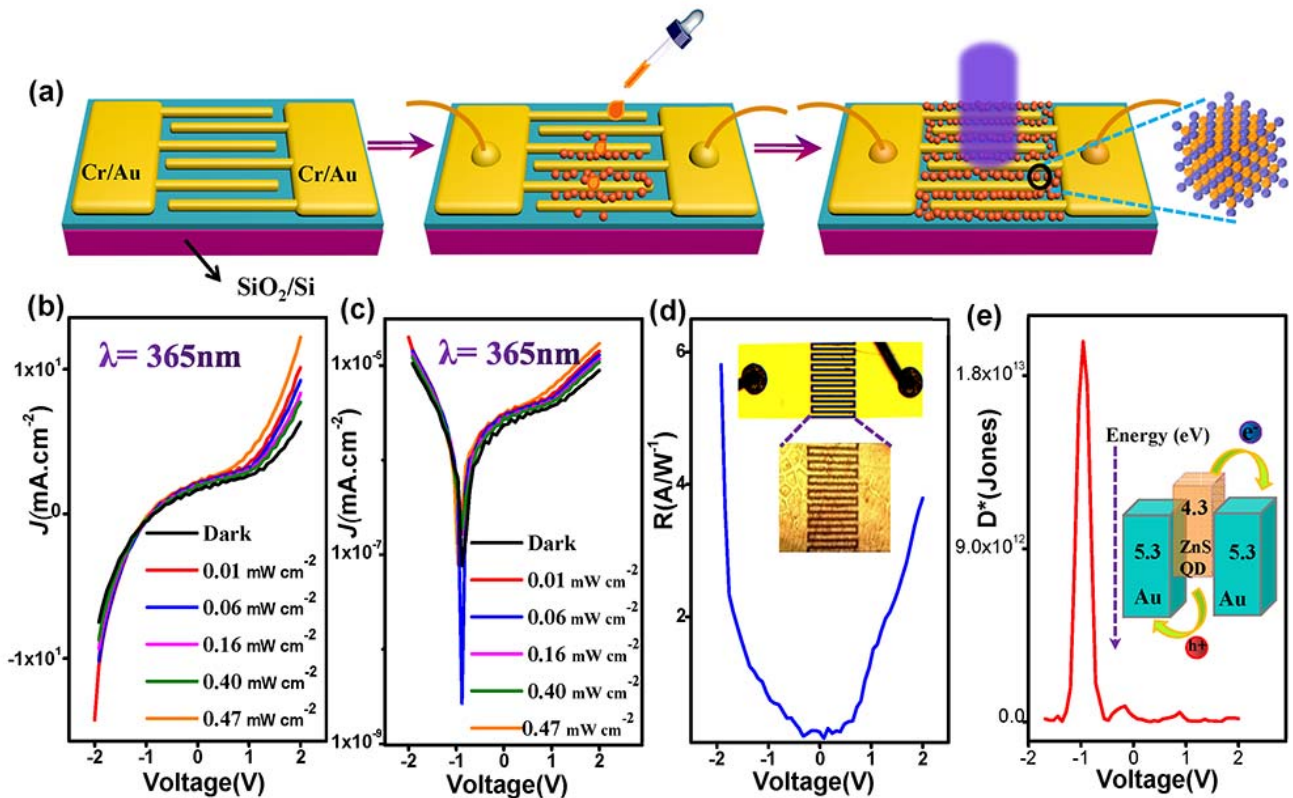 (a)
Cr/Au
Cr/Au
SiO2/Si
(b)
λ= 365nm
J(mA.cm-2)
1x10^1
0
-1x10^1
Dark
0.01 mW cm-2
0.06 mW cm-2
0.16 mW cm-2
0.40 mW cm-2
0.47 mW cm-2
-2 -1 0 1 2
Voltage(V)
(c)
λ= 365nm
J(mA.cm-2)
1x10-5
1x10-7
1x10-9
Dark
0.01 mW cm-2
0.06 mW cm-2
0.16 mW cm-2
0.40 mW cm-2
0.47 mW cm-2
-2 -1 0 1 2
Voltage(V)
(d)
R(A/W-1)
6
4
2
-2 -1 0 1 2
Voltage(V)
(e)
D*(Jones)
1.8x10^13
9.0x10^12
0.0
Energy (eV)
e-
4.3
ZnS
QD
5.3
Au
5.3
Au
h+
-2 -1 0 1 2
Voltage(V)